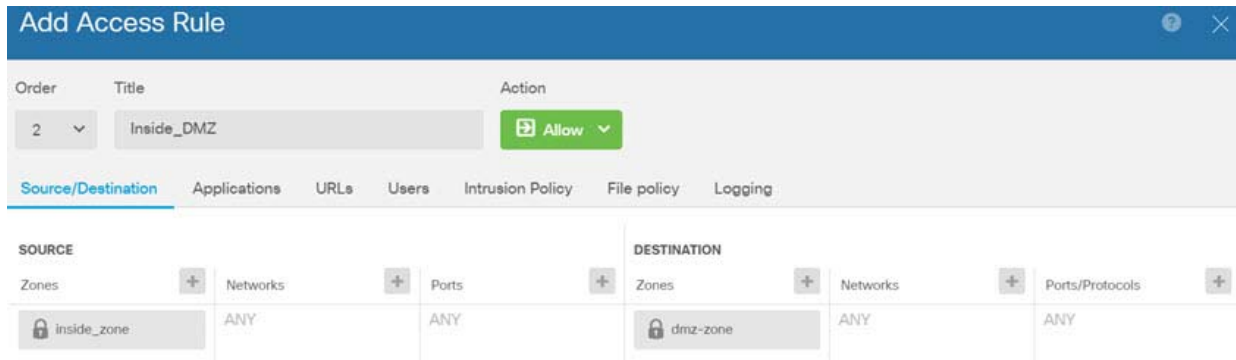 Add Access Rule
Order Title Action
2 Inside_DMZ Allow
Source/Destination Applications URLs Users Intrusion Policy File policy Logging
SOURCE DESTINATION
Zones Networks Ports Zones Networks Ports/Protocols
inside_zone ANY ANY dmz-zone ANY ANY